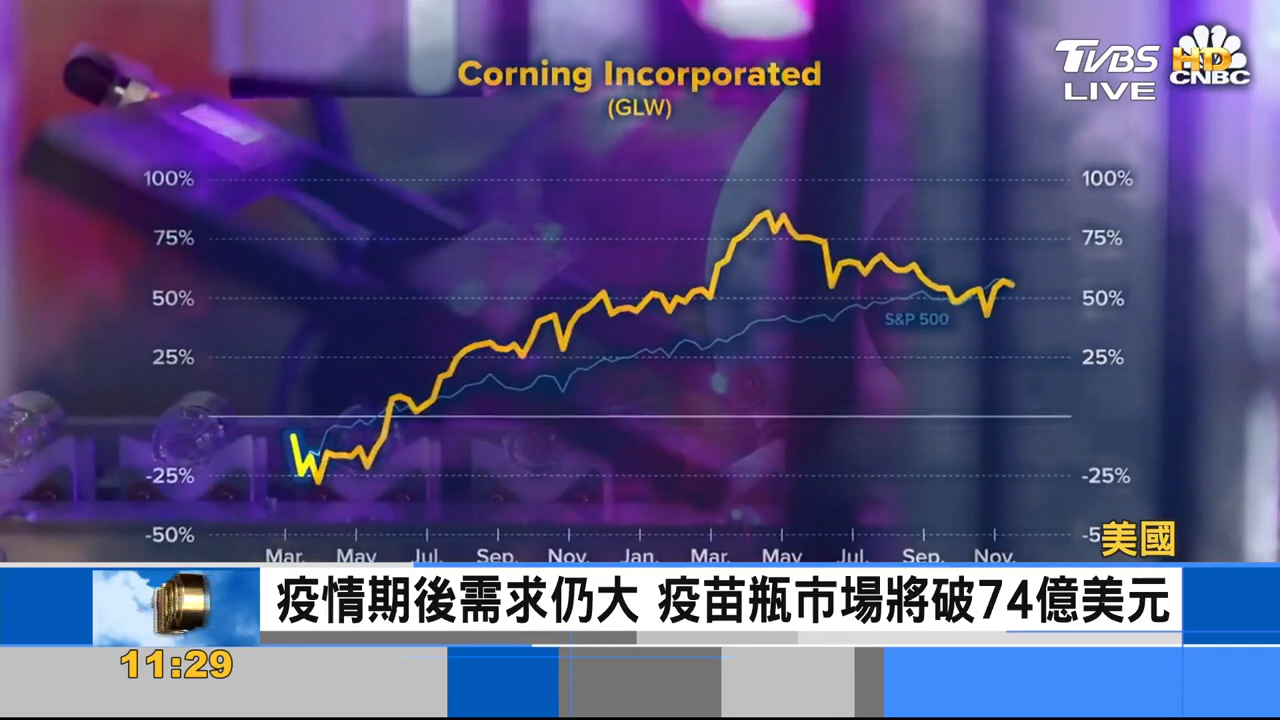 Corning Incorporated
(GLW)
TVBS
LIVE
HD
CNBC
100%
100%
75%
75%
50%
50%
S&P 500
25%
25%
-25%
-25%
-50%
-5
Mar. May Jul. Sep. Nov. Jan. Mar. May Jul. Sep. Nov.
美國
疫情期後需求仍大 疫苗瓶市場將破74億美元
11:29